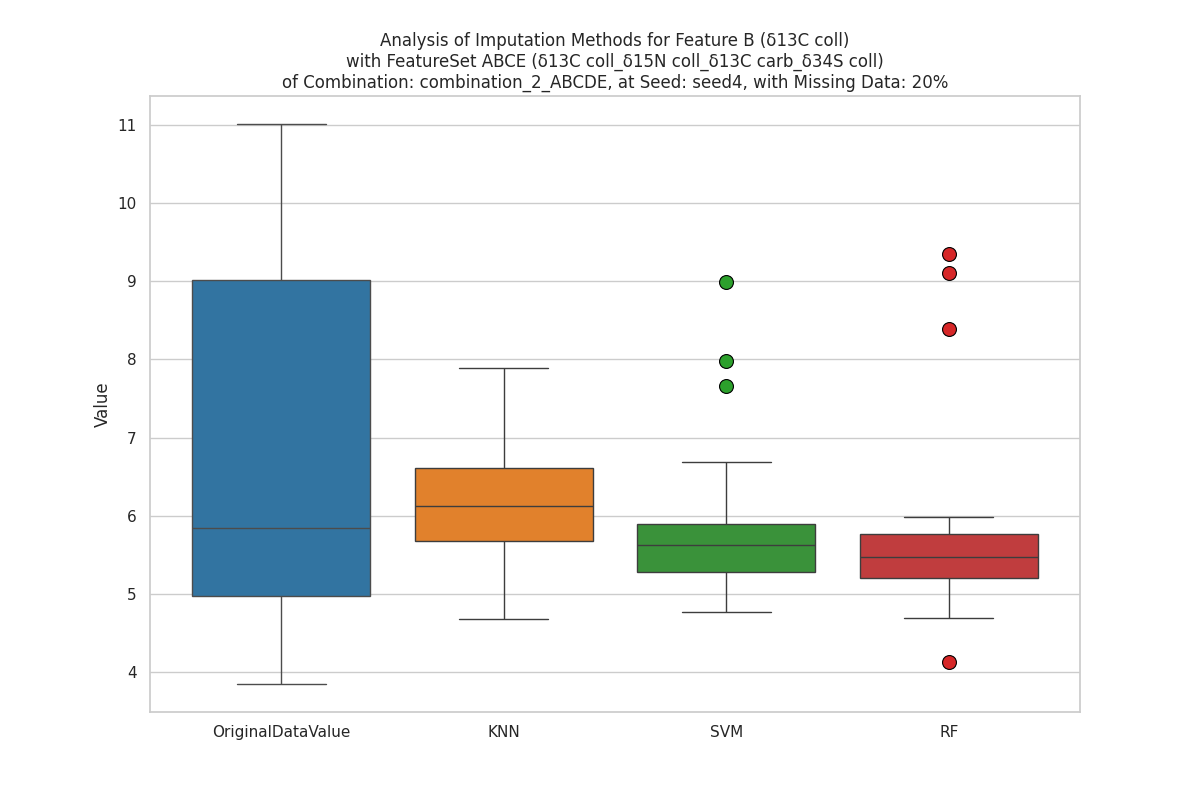 Analysis of Imputation Methods for Feature B (δ13C coll)
with FeatureSet ABCE (δ13C coll_δ15N coll_δ13C carb_δ34S coll)
of Combination: combination_2_ABCDE, at Seed: seed4, with Missing Data: 20%
11
10
9
8
7
6
5
4
Value
OriginalDataValue
KNN
SVM
RF